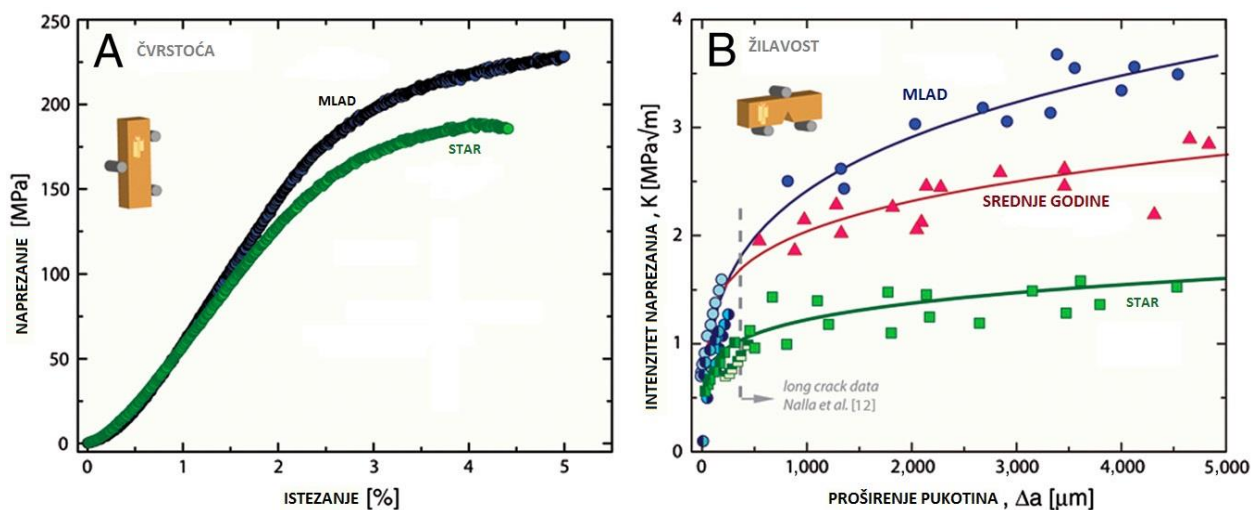 A
ČVRSTOĆA
250
200
150
100
50
0
NAPREZANJE [MPa]
MLAD
STAR
0
1
2
3
4
5
ISTEZANJE [%]
B
ŽILAVOST
4
3
2
1
0
INTENZITET NAPREZANJA , K [MPa√m]
MLAD
SREDNJE GODINE
STAR
long crack data
Nalla et al. [12]
0
1,000
2,000
3,000
4,000
5,000
PROŠIRENJE PUKOTINA , Δa [μm]